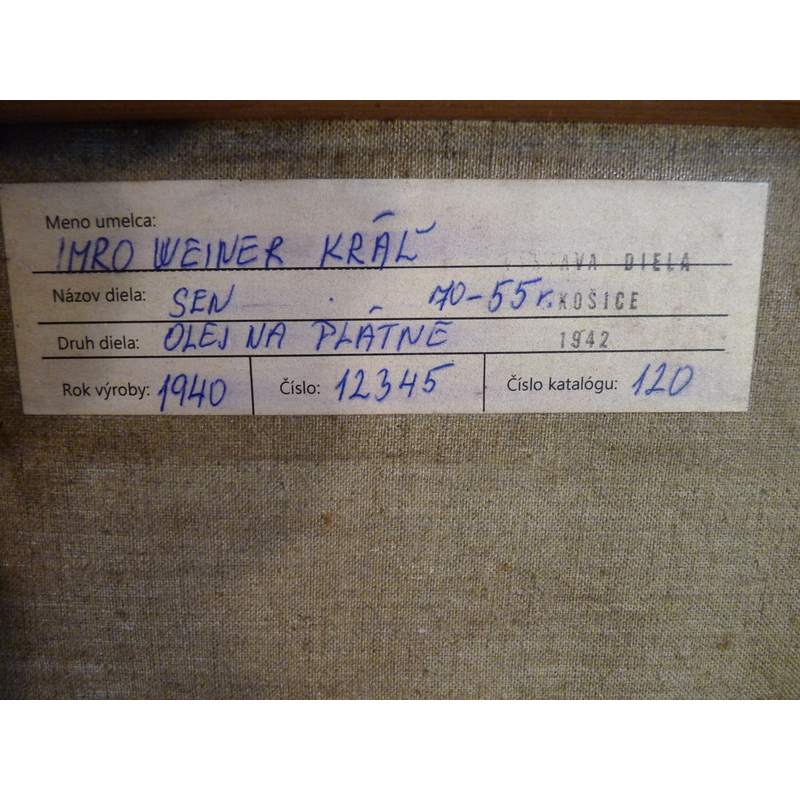 Meno umelca:
IMRO WEINER KRÁĽ
AVA DIELA
Názov diela: SEN 70-55 r. KOŠICE
Druh diela: OLEJ NA PLÁTNE 1942
Rok výroby: 1940 Číslo: 12345 Číslo katalógu: 120